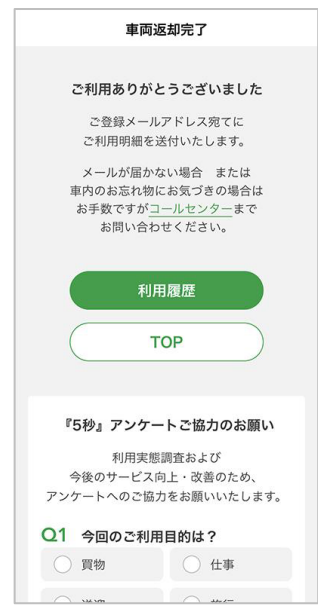 車両返却完了
ご利用ありがとうございました
ご登録メールアドレス宛てに
ご利用明細を送付いたします。
メールが届かない場合　または
車内のお忘れ物にお気づきの場合は
お手数ですがコールセンターまで
お問い合わせください。
利用履歴
TOP
『5秒』アンケートご協力のお願い
利用実態調査および
今後のサービス向上・改善のため、
アンケートへのご協力をお願いいたします。
Q1 今回のご利用目的は？
買物
仕事